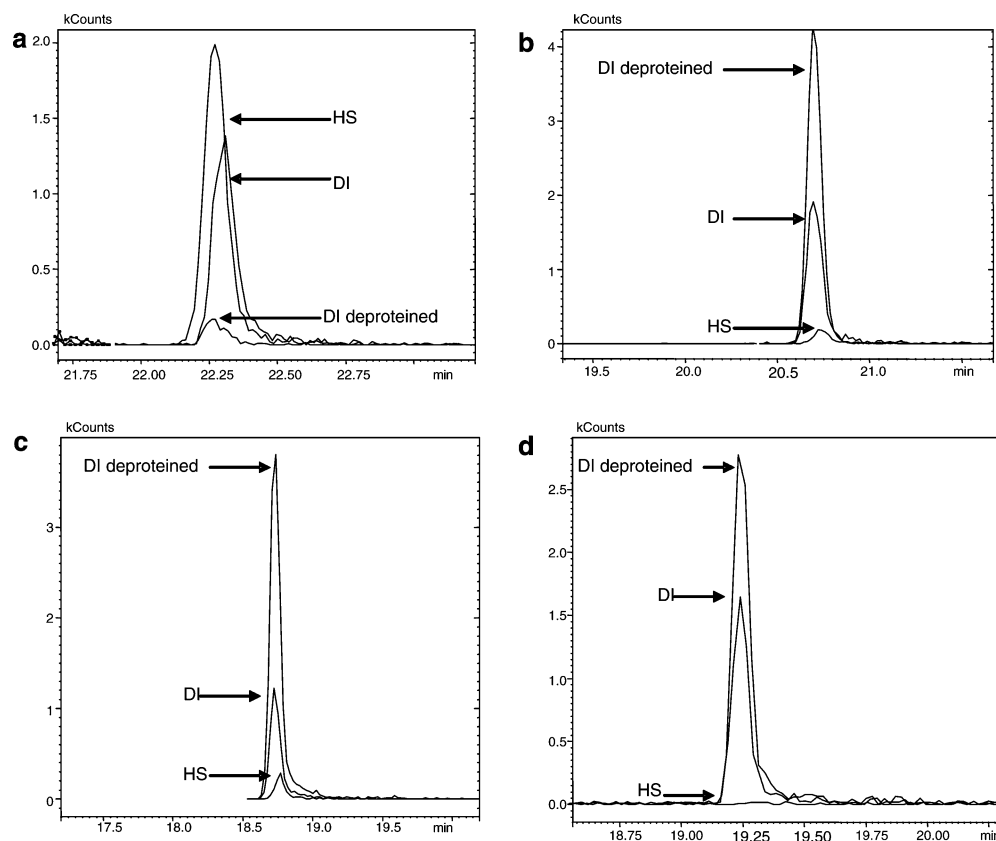 a
kCounts
2.0
1.5
1.0
0.5
0.0
HS
DI
DI deproteined
21.75 22.00 22.25 22.50 22.75 min
b
kCounts
4
3
2
1
0
DI deproteined
DI
HS
19.5 20.0 20.5 21.0 min
c
kCounts
3
2
1
0
DI deproteined
DI
HS
17.5 18.0 18.5 19.0 19.5 min
d
kCounts
2.5
2.0
1.5
1.0
0.5
0.0
DI deproteined
DI
HS
18.75 19.00 19.25 19.50 19.75 20.00 min